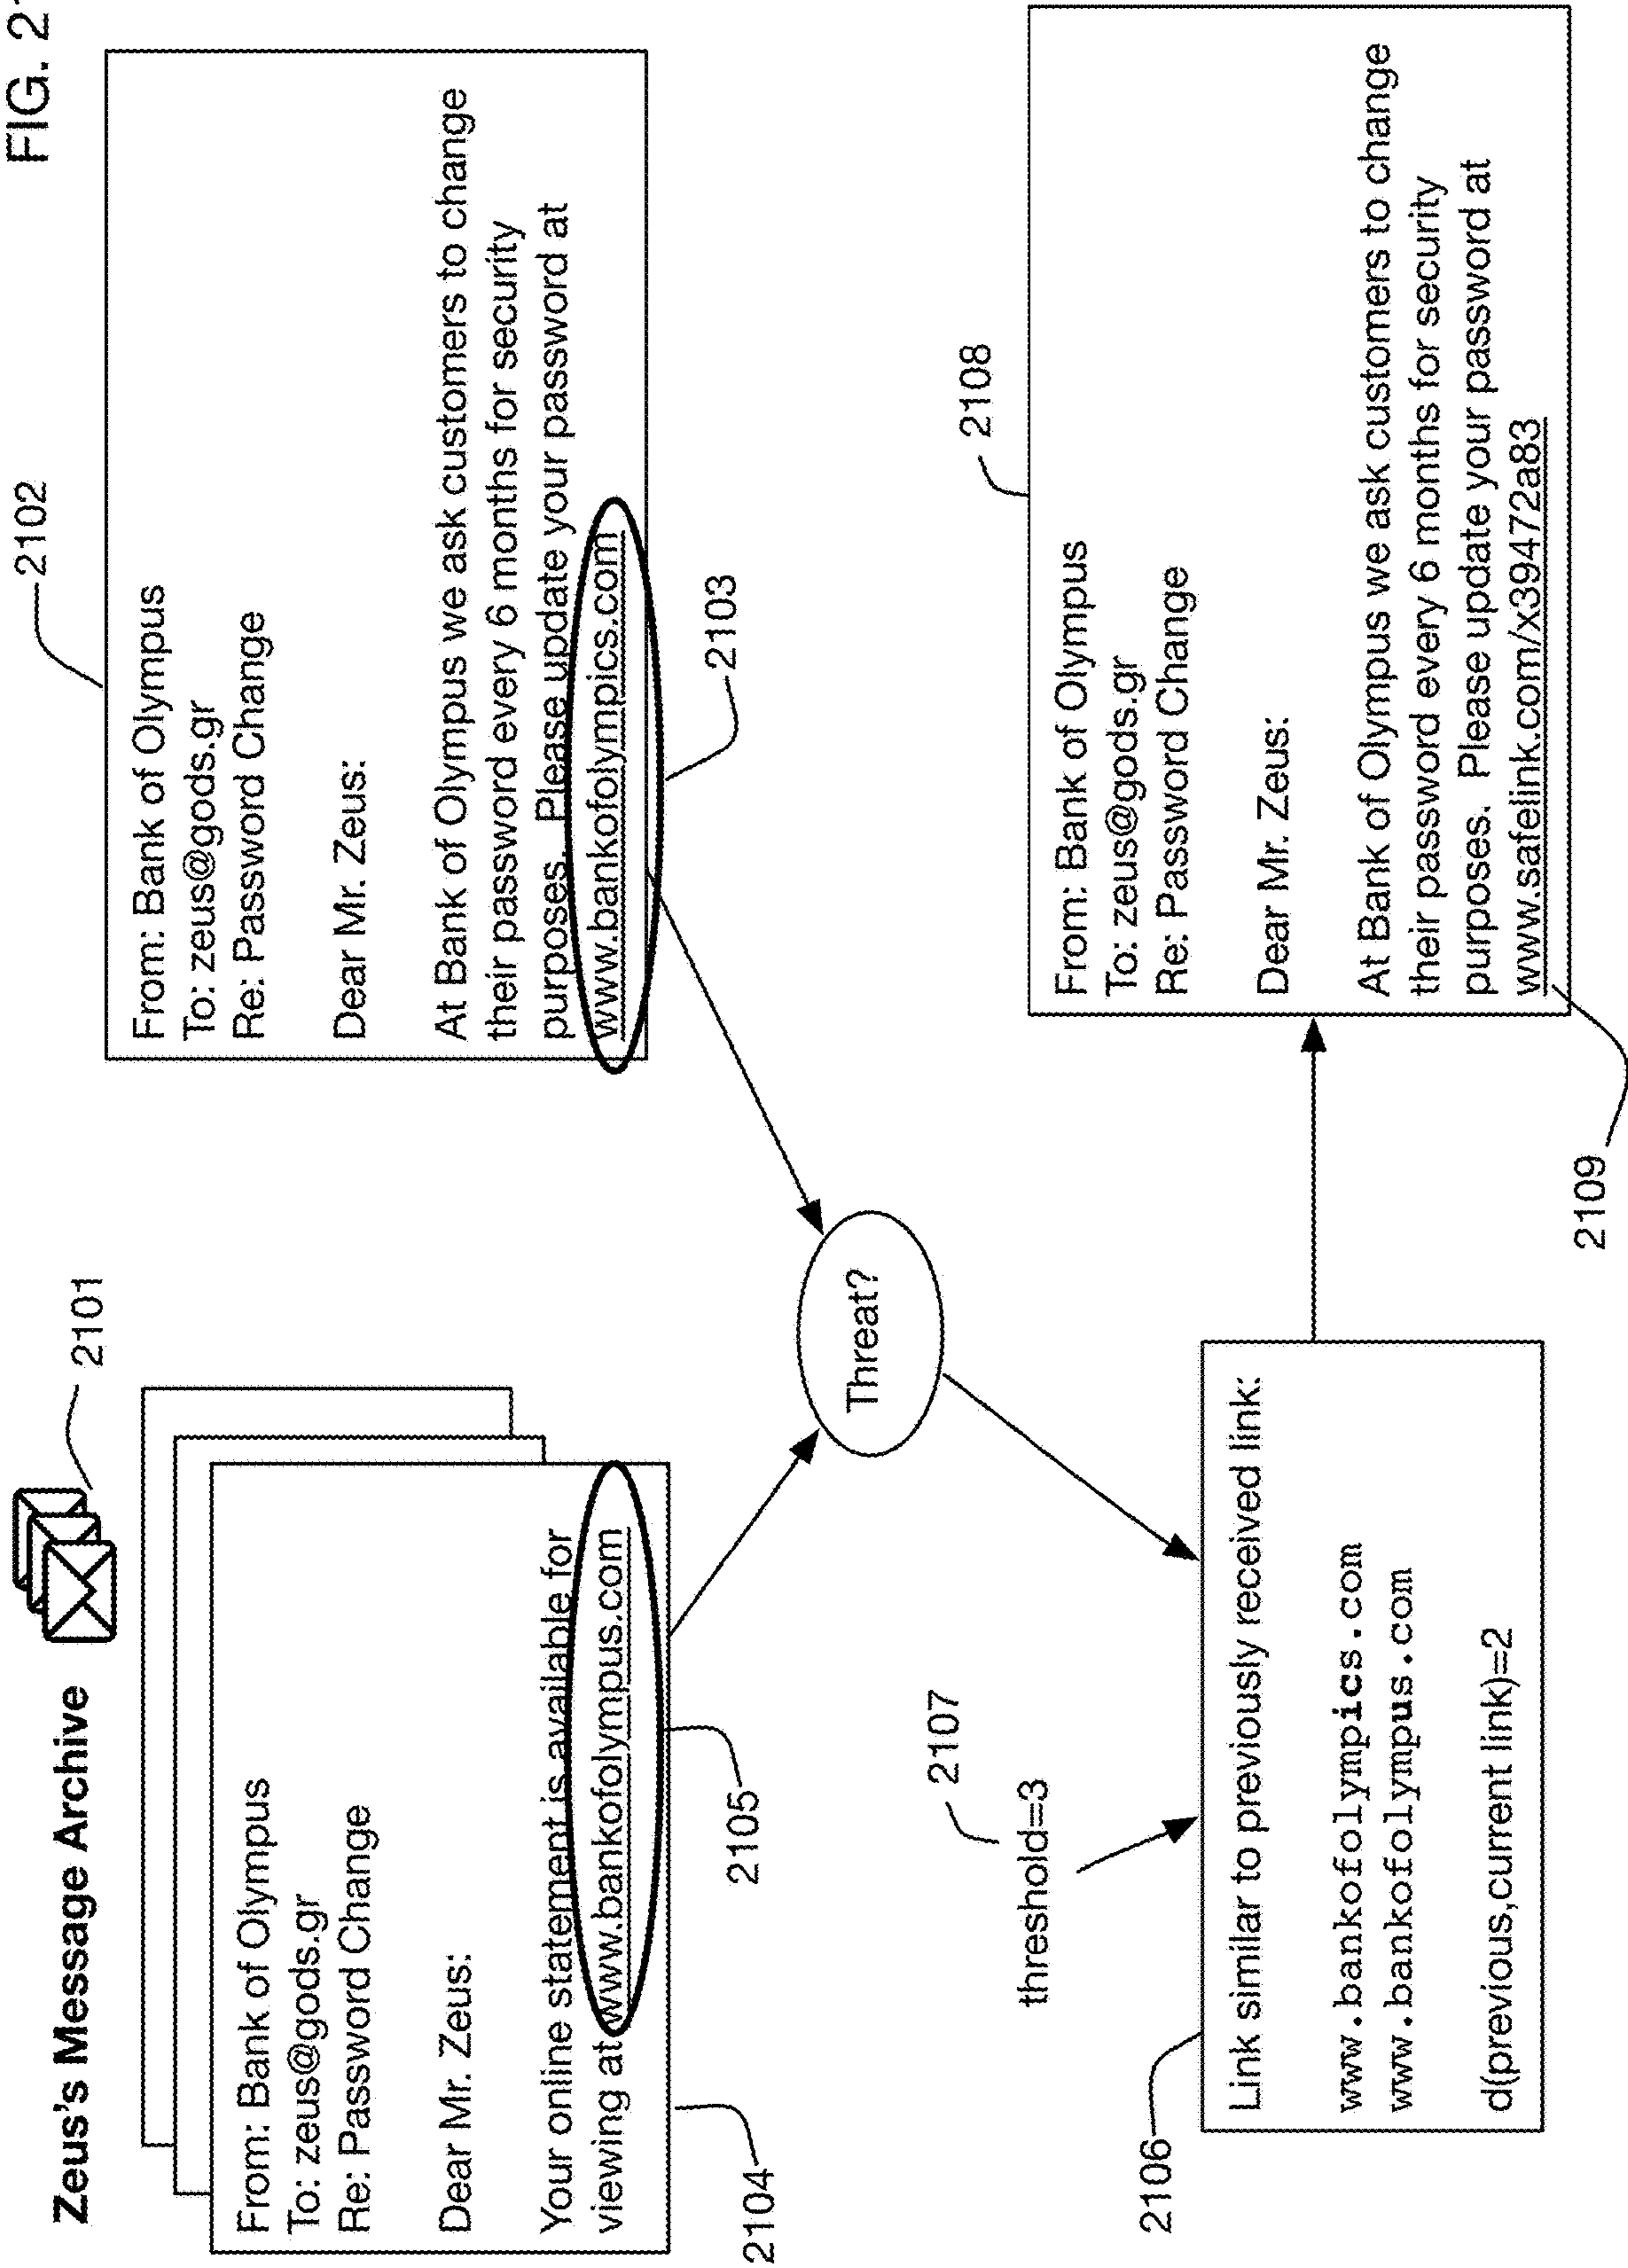 FIG. 21
Zeus's Message Archive
2101
From: Bank of Olympus
To: zeus@gods.gr
Re: Password Change
Dear Mr. Zeus:
Your online statement is available for
viewing at www.bankofolympus.com
2104
2105
2102
From: Bank of Olympus
To: zeus@gods.gr
Re: Password Change
Dear Mr. Zeus:
At Bank of Olympus we ask customers to change
their password every 6 months for security
purposes. Please update your password at
www.bankofolympics.com
2103
Threat?
2107
threshold=3
2106
Link similar to previously received link:
www.bankofolympics.com
www.bankofolympus.com
d(previous,current link)=2
2108
From: Bank of Olympus
To: zeus@gods.gr
Re: Password Change
Dear Mr. Zeus:
At Bank of Olympus we ask customers to change
their password every 6 months for security
purposes. Please update your password at
www.safelink.com/x39472a83
2109